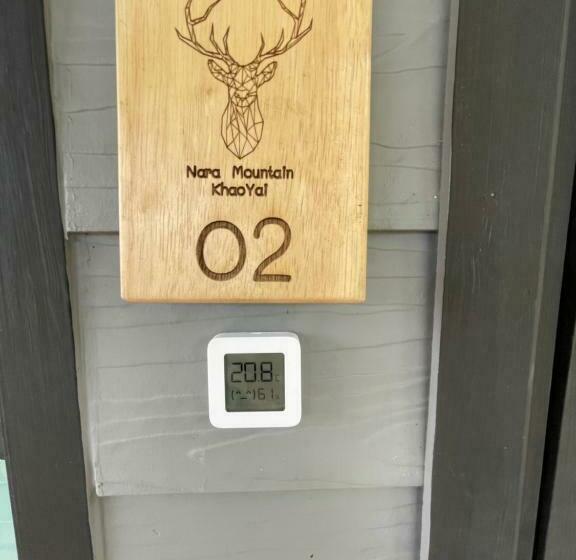 Nara Mountain
KhaoYai
02
20.8
(^_^) 61%